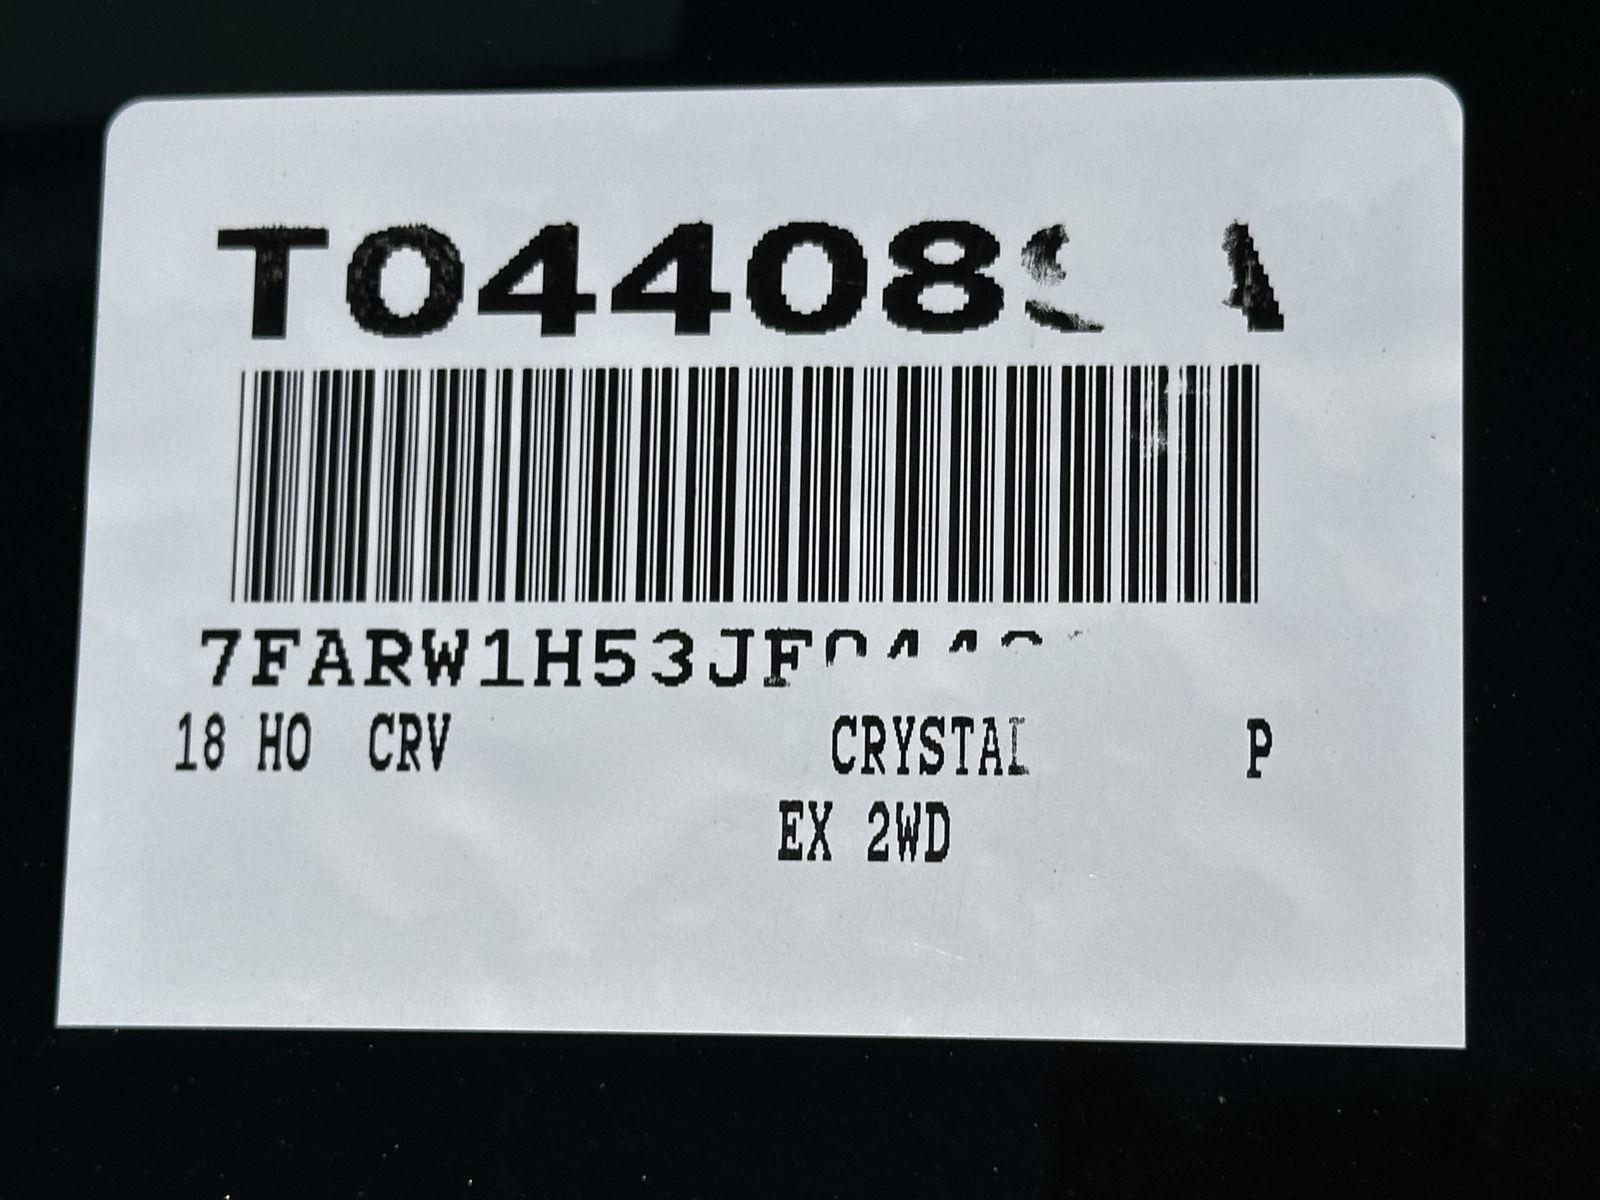 T04408
7FARW1H53JF
18 HO CRV CRYSTAL P
EX 2WD